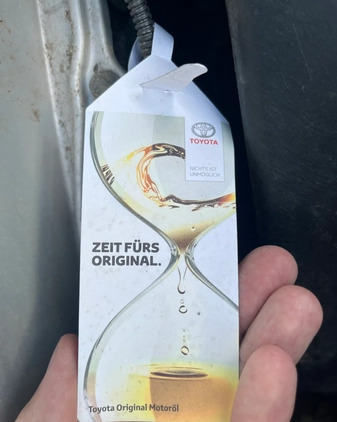 TOYOTA
NICHTS IST
UNMÖGLICH
ZEIT FÜRS
ORIGINAL.
Toyota Original Motoröl